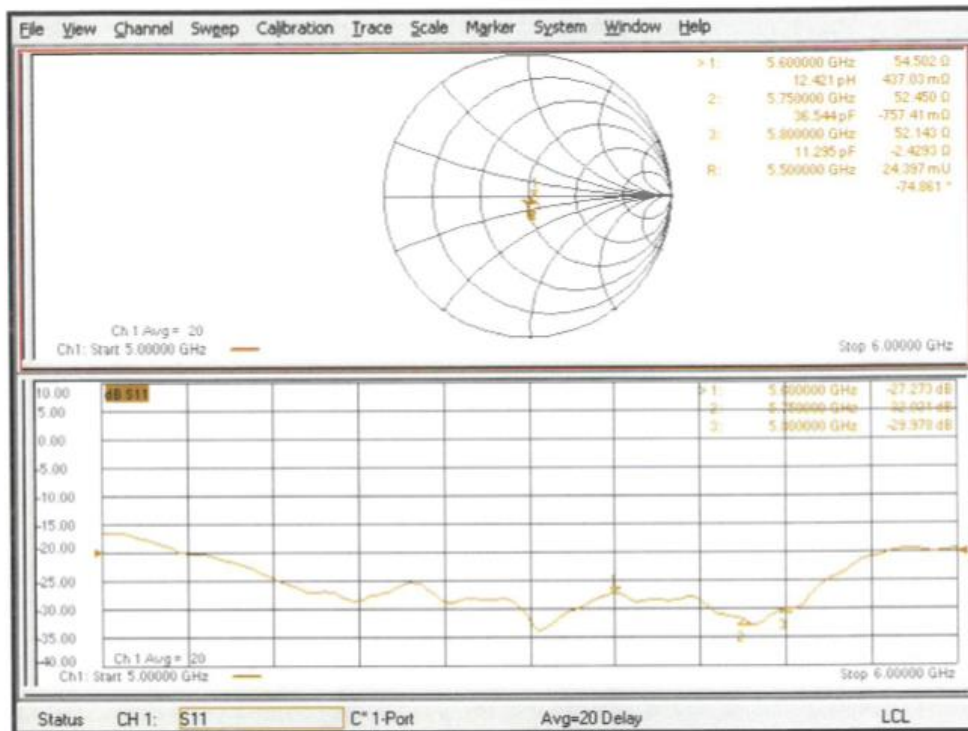 File View Channel Sweep Calibration Trace Scale Marker System Window Help
> 1: 5.600000 GHz 54.502 Ω
12.421 pH 437.03 mΩ
2: 5.750000 GHz 52.450 Ω
36.544 pF -757.41 mΩ
3: 5.800000 GHz 52.143 Ω
11.295 pF -2.4293 Ω
R: 5.500000 GHz 24.397 mU
-74.861 °
Ch 1 Avg = 20
Ch1: Start 5.00000 GHz Stop 6.00000 GHz
10.00 dB S11 > 1: 5.600000 GHz -27.273 dB
5.00 2: 5.750000 GHz dB
0.00 3: 5.800000 GHz -29.970 dB
-5.00
-10.00
-15.00
-20.00
-25.00
-30.00
-35.00 2 3
-40.00
Ch 1 Avg = 20
Ch1: Start 5.00000 GHz Stop 6.00000 GHz
Status CH 1: S11 C* 1-Port Avg=20 Delay LCL